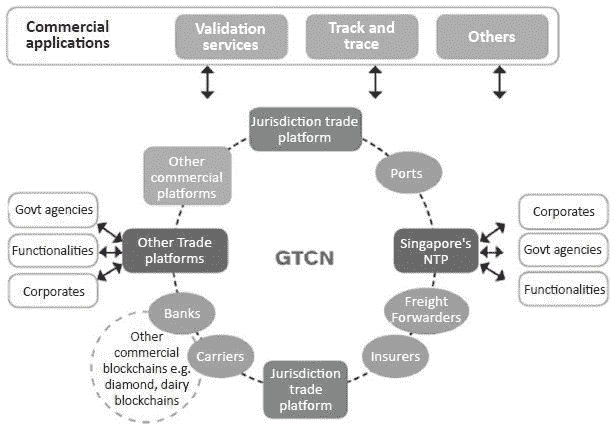 Commercial
applications
Validation
services
Track and
trace
Others
Jurisdiction trade
platform
Other
commercial
platforms
Ports
Govt agencies
Functionalities
Corporates
Other Trade
platforms
GTCN
Singapore's
NTP
Corporates
Govt agencies
Functionalities
Banks
Freight
Forwarders
Other
commercial
blockchains e.g.
diamond, dairy
blockchains
Carriers
Insurers
Jurisdiction
trade
platform